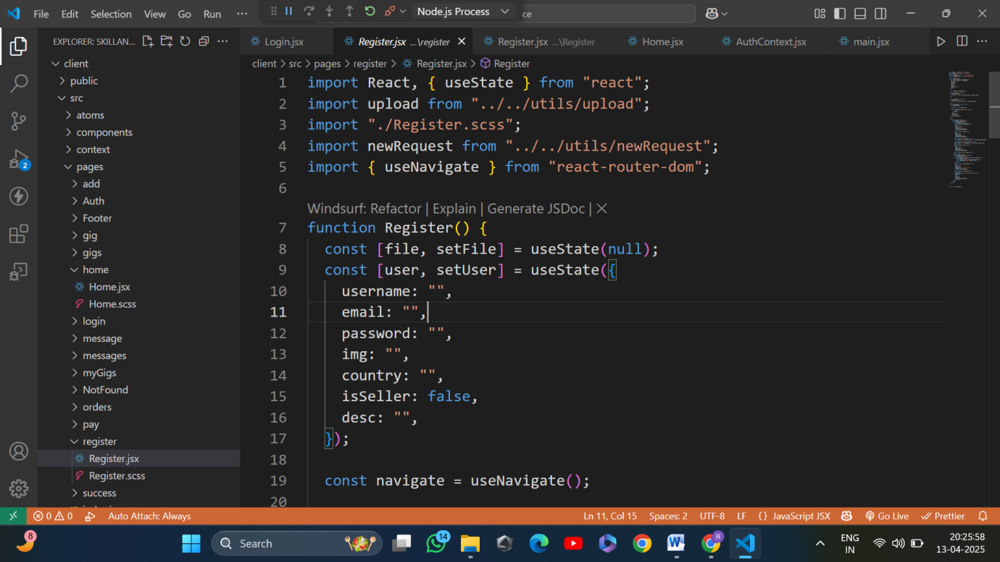 File Edit Selection View Go Run ··· Node.js Process ce
EXPLORER: SKILLAN... ···
Login.jsx Register.jsx ...\register Register.jsx ...\Register Home.jsx AuthContext.jsx main.jsx ···
client > src > pages > register > Register.jsx > Register
client
public
src
atoms
components
context
pages
add
Auth
Footer
gig
gigs
home
Home.jsx
Home.scss
login
message
messages
myGigs
NotFound
orders
pay
register
Register.jsx
Register.scss
success
2
1 import React, { useState } from "react";
2 import upload from "../../utils/upload";
3 import "./Register.scss";
4 import newRequest from "../../utils/newRequest";
5 import { useNavigate } from "react-router-dom";
6
Windsurf: Refactor | Explain | Generate JSDoc | ×
7 function Register() {
8 const [file, setFile] = useState(null);
9 const [user, setUser] = useState({
10 username: "",
11 email: "",
12 password: "",
13 img: "",
14 country: "",
15 isSeller: false,
16 desc: "",
17 });
18
19 const navigate = useNavigate();
20
0 0 Auto Attach: Always Ln 11, Col 15 Spaces: 2 UTF-8 LF {} JavaScript JSX Go Live Prettier
8 Search 14 R ENG
IN 20:25:58
13-04-2025